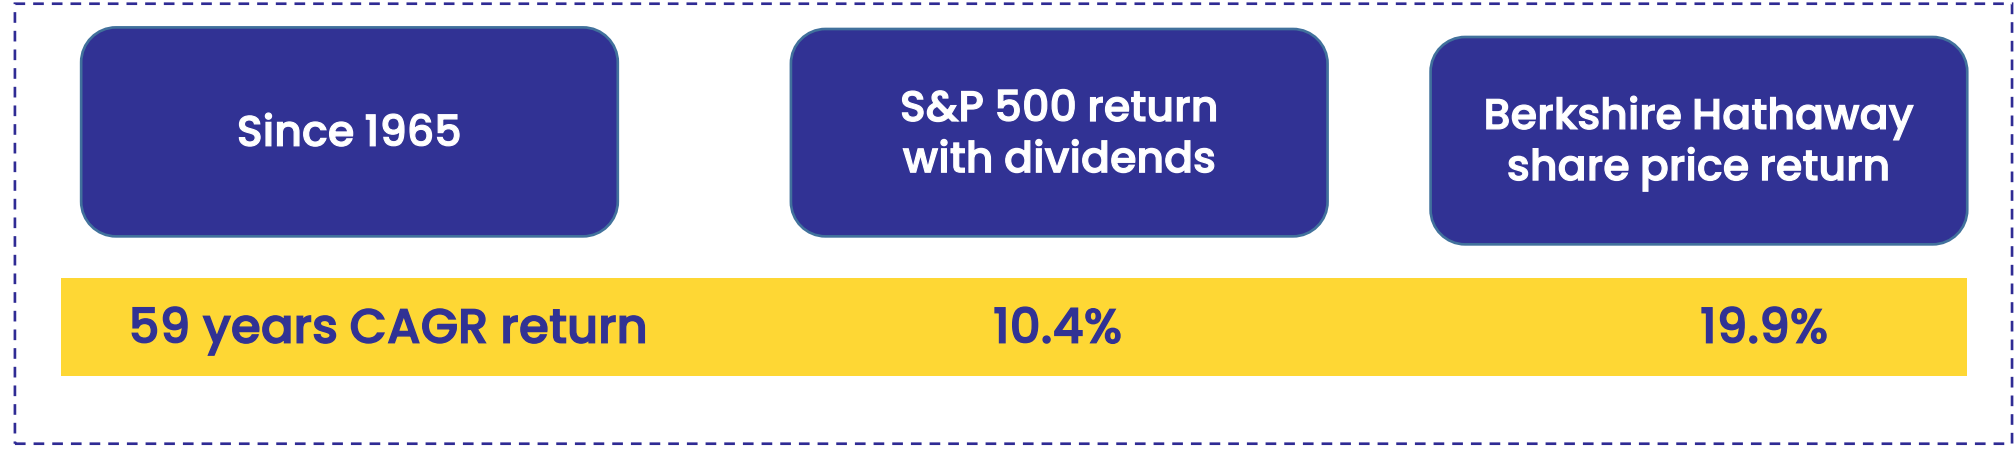 Since 1965
S&P 500 return
with dividends
Berkshire Hathaway
share price return
59 years CAGR return
10.4%
19.9%